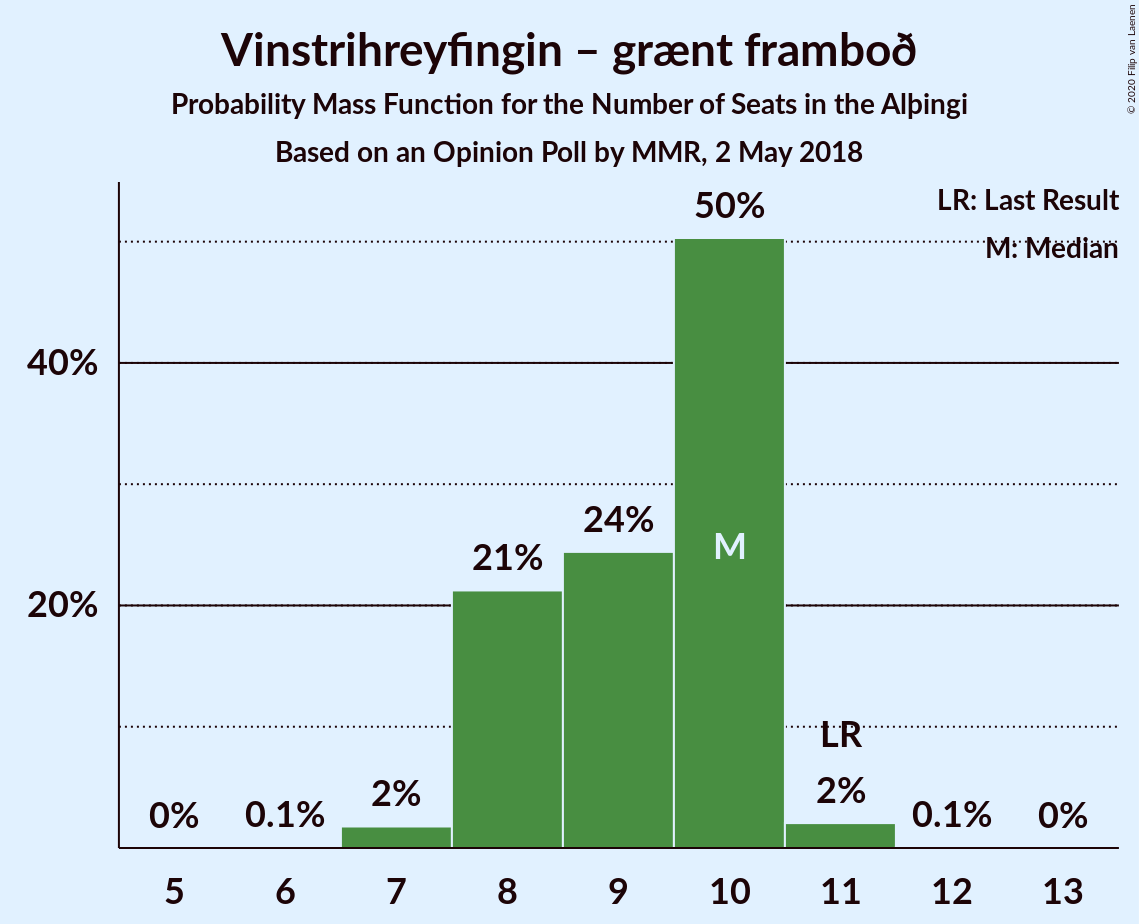 Vinstrihreyfingin – grænt framboð
Probability Mass Function for the Number of Seats in the Alþingi
Based on an Opinion Poll by MMR, 2 May 2018
© 2020 Filip van Laenen
LR: Last Result
M: Median
50%
40%
24%
M
21%
20%
LR
2%
2%
0%
0.1%
0.1%
0%
5 6 7 8 9 10 11 12 13